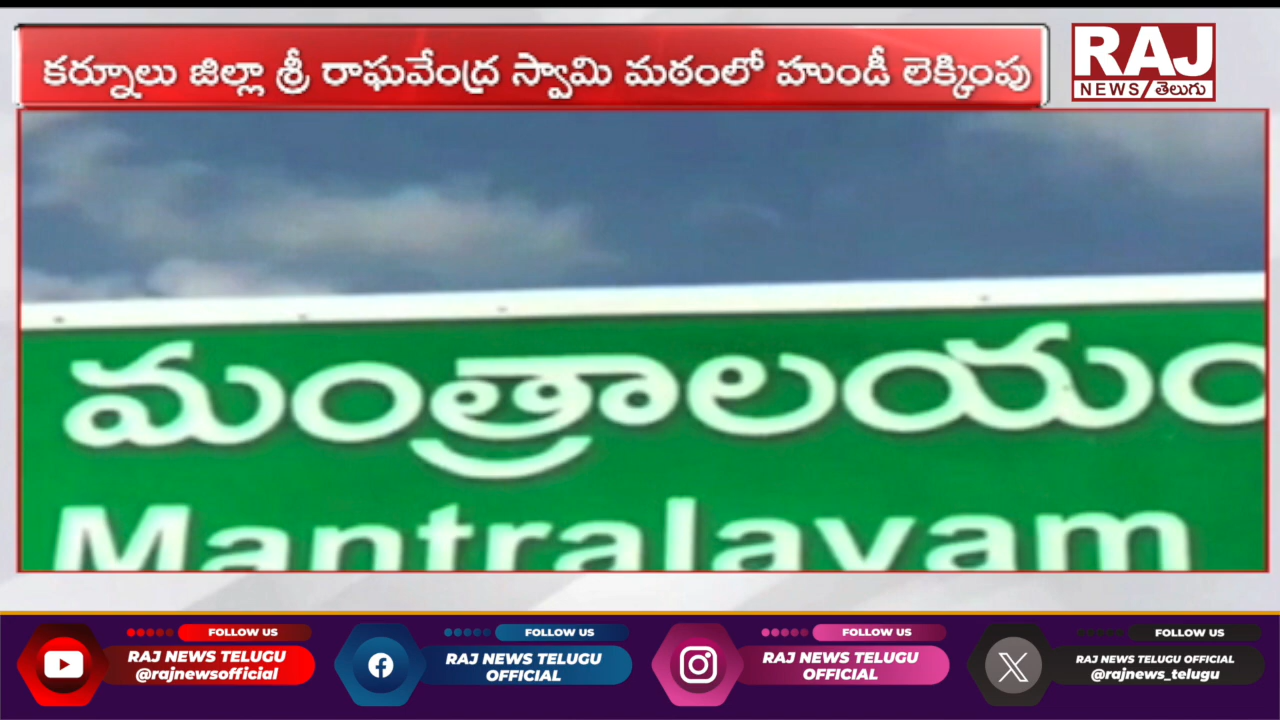 కర్నూలు జిల్లా శ్రీ రాఘవేంద్ర స్వామి మఠంలో హుండీ లెక్కింపు
RAJ
NEWS తెలుగు
మంత్రాలయం
Mantralayam
FOLLOW US
RAJ NEWS TELUGU
@rajnewsofficial
FOLLOW US
RAJ NEWS TELUGU
OFFICIAL
FOLLOW US
RAJ NEWS TELUGU
OFFICIAL
FOLLOW US
RAJ NEWS TELUGU OFFICIAL
@rajnews_telugu